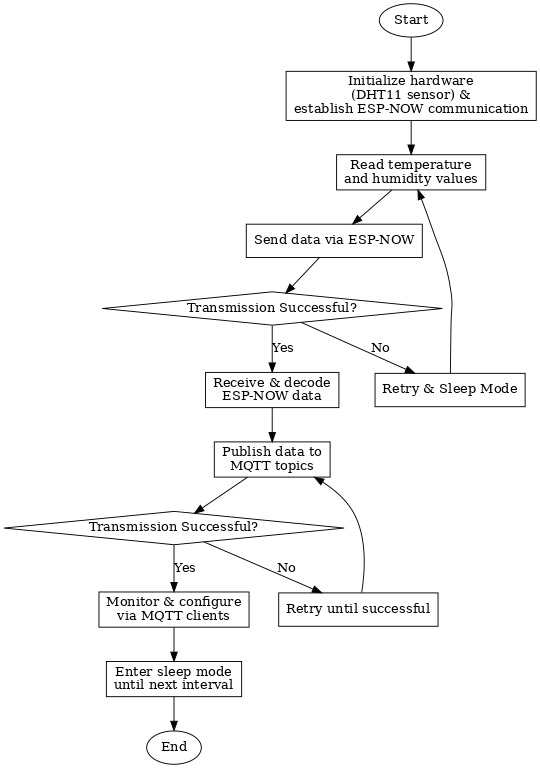 Start
Initialize hardware
(DHT11 sensor) &
establish ESP-NOW communication
Read temperature
and humidity values
Send data via ESP-NOW
Transmission Successful?
Yes
No
Receive & decode
ESP-NOW data
Retry & Sleep Mode
Publish data to
MQTT topics
Transmission Successful?
Yes
No
Monitor & configure
via MQTT clients
Retry until successful
Enter sleep mode
until next interval
End